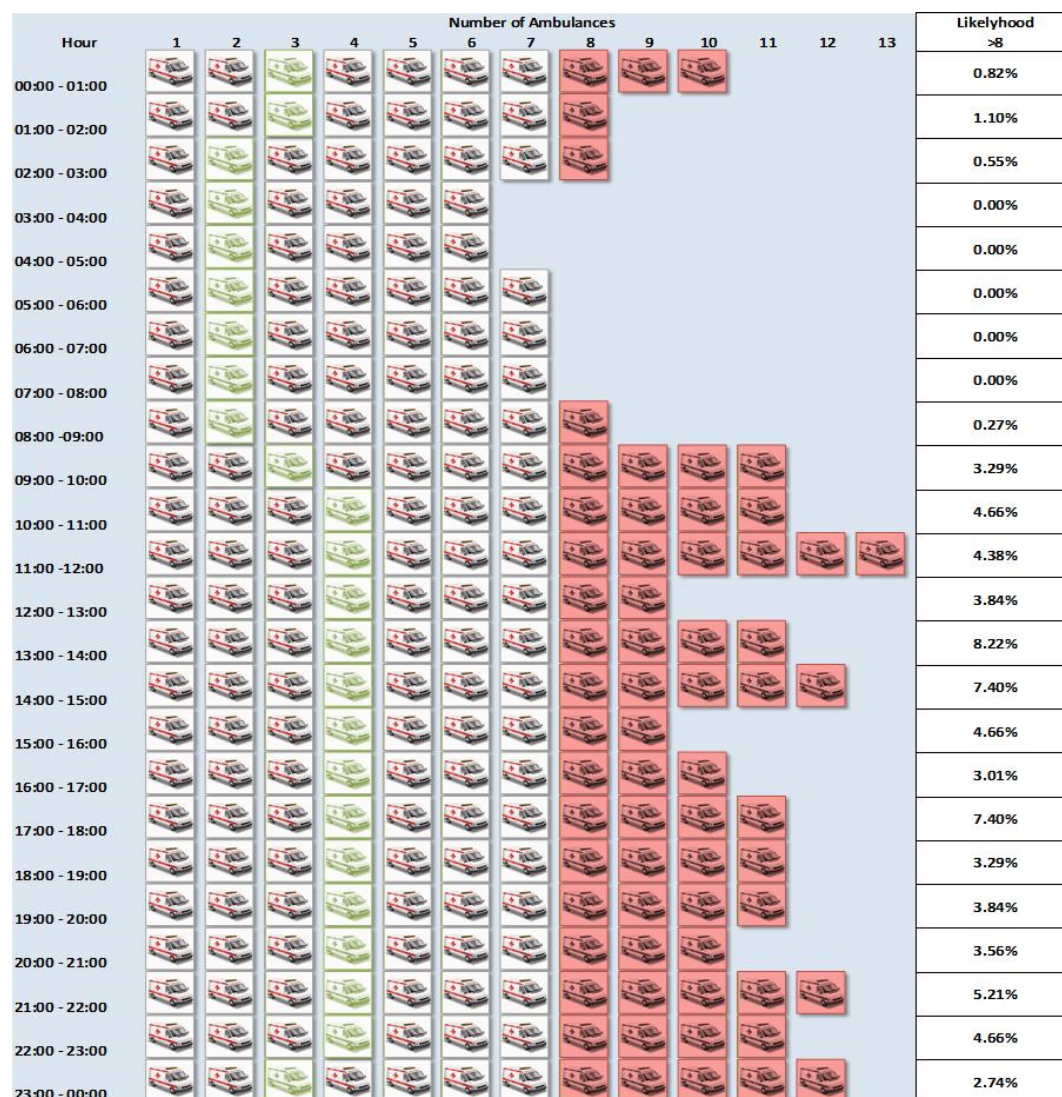 Number of Ambulances Likelyhood
Hour 1 2 3 4 5 6 7 8 9 10 11 12 13 >8
00:00 - 01:00 0.82%
01:00 - 02:00 1.10%
02:00 - 03:00 0.55%
03:00 - 04:00 0.00%
04:00 - 05:00 0.00%
05:00 - 06:00 0.00%
06:00 - 07:00 0.00%
07:00 - 08:00 0.00%
08:00 -09:00 0.27%
09:00 - 10:00 3.29%
10:00 - 11:00 4.66%
11:00 -12:00 4.38%
12:00 - 13:00 3.84%
13:00 - 14:00 8.22%
14:00 - 15:00 7.40%
15:00 - 16:00 4.66%
16:00 - 17:00 3.01%
17:00 - 18:00 7.40%
18:00 - 19:00 3.29%
19:00 - 20:00 3.84%
20:00 - 21:00 3.56%
21:00 - 22:00 5.21%
22:00 - 23:00 4.66%
23:00 - 00:00 2.74%